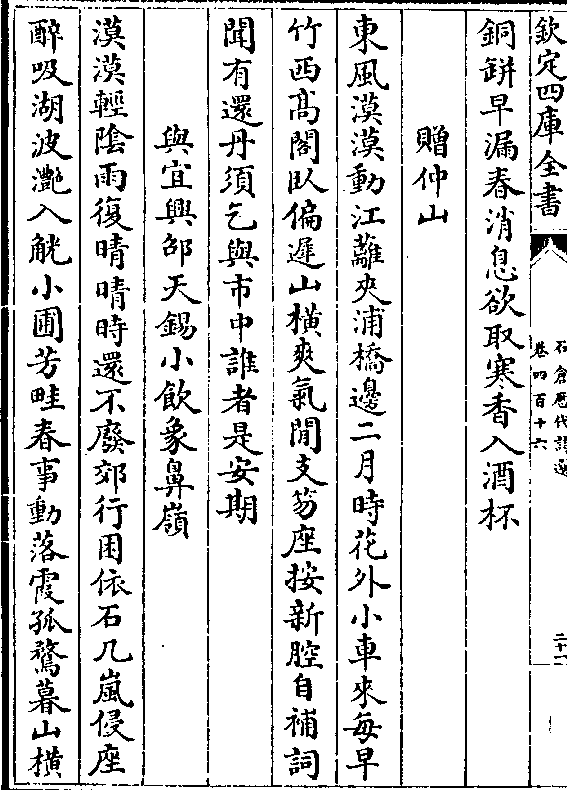 欽定四庫全書
石倉歷代詩選
卷四百十六
二十一
銅缾早漏春消息欲取寒香入酒杯
贈仲山
東風漠漠動江蘺夾浦橋邊二月時花外小車來每早
竹西髙閣臥偏遲山橫爽氣閒支笏座按新腔自補詞
聞有還丹須乞與市中誰者是安期
與宜興邵天錫小飲象鼻嶺
漠漠輕陰雨復晴晴時還不廢郊行困依石几嵐侵座
醉吸湖波灔入觥小圃芳畦春事動落霞孤鶩暮山橫